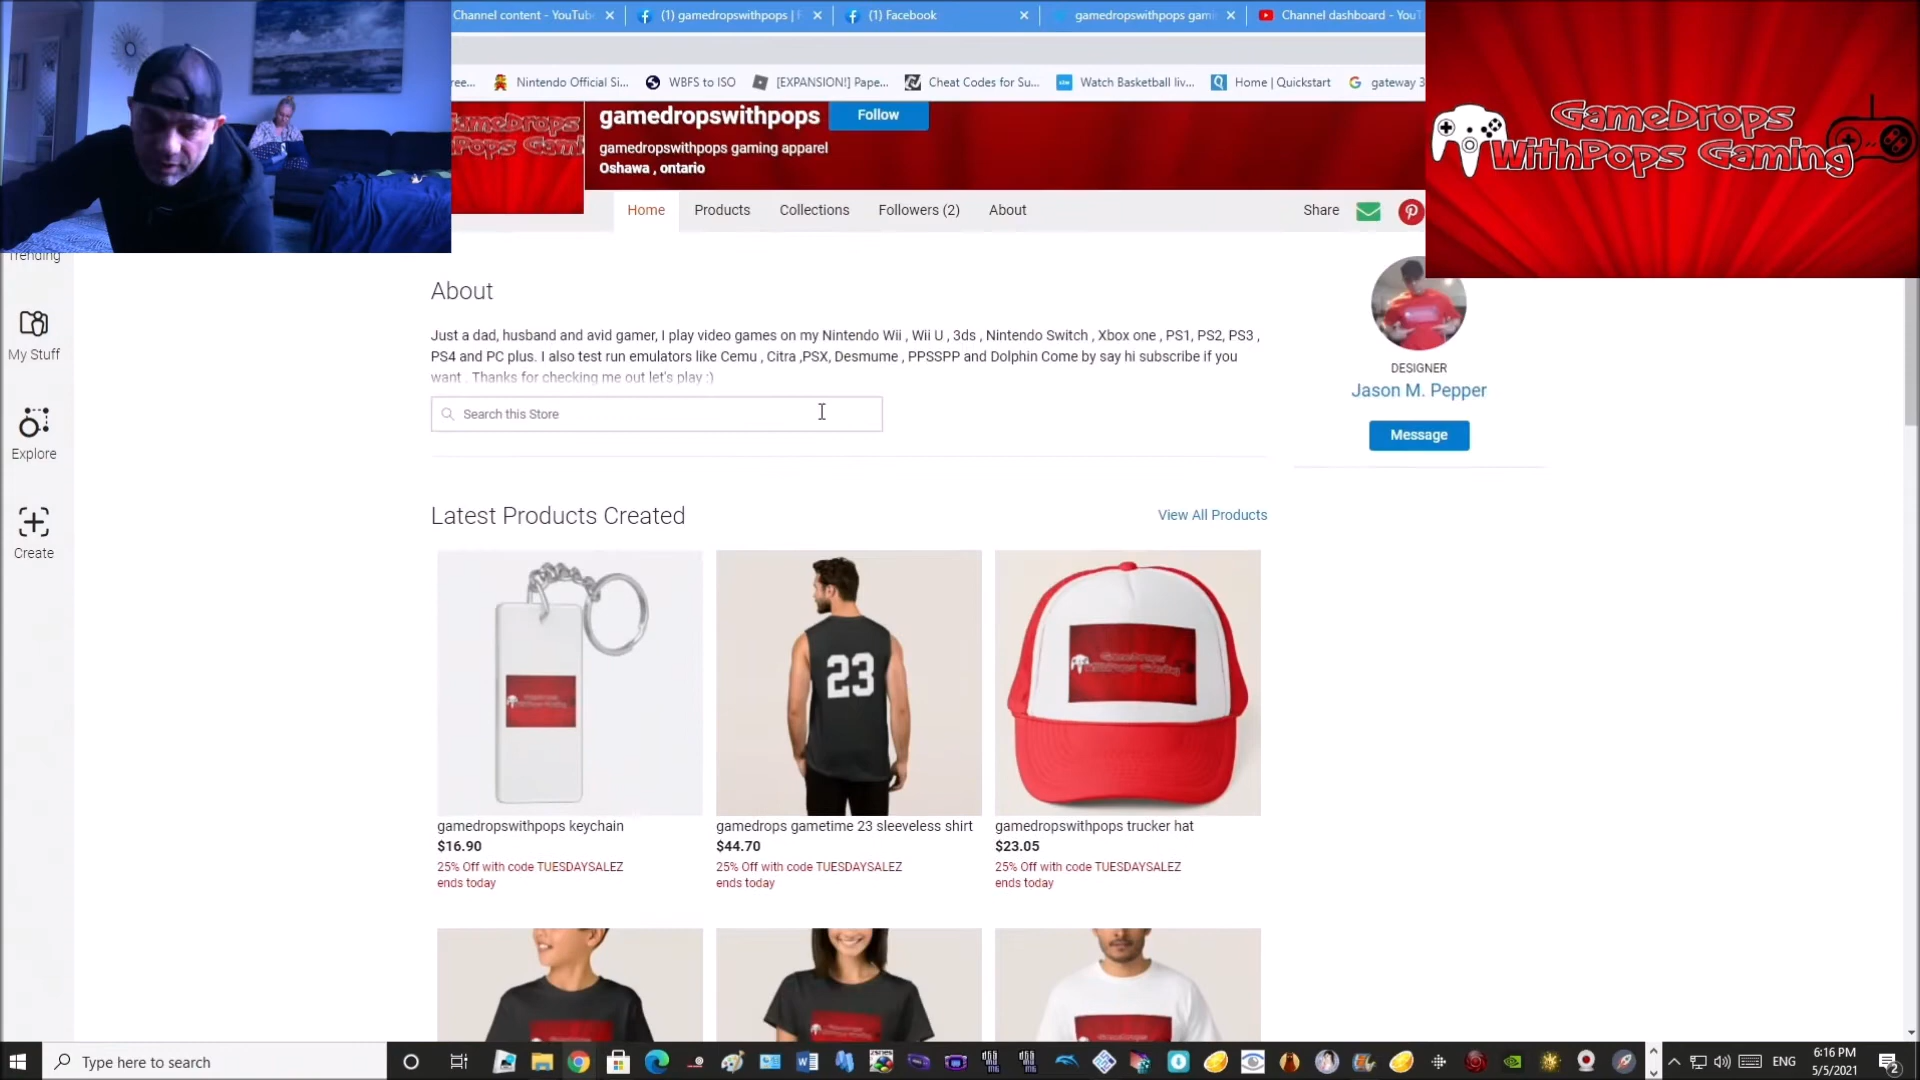 Channel content - YouTub
(1) gamedropswithpops | F
(1) Facebook
gamedropswithpops gami
Channel dashboard - YouT
ree...
Nintendo Official Si...
WBFS to ISO
[EXPANSION!] Pape...
Cheat Codes for Su...
Watch Basketball liv...
Home | Quickstart
gateway 3
GameDrops
WithPops Gaming
gamedropswithpops
Follow
gamedropswithpops gaming apparel
Oshawa , ontario
Home
Products
Collections
Followers (2)
About
Share
Trending
My Stuff
Explore
Create
About
Just a dad, husband and avid gamer, I play video games on my Nintendo Wii , Wii U , 3ds , Nintendo Switch , Xbox one , PS1, PS2, PS3 ,
PS4 and PC plus. I also test run emulators like Cemu , Citra ,PSX, Desmume , PPSSPP and Dolphin Come by say hi subscribe if you
want . Thanks for checking me out let's play :)
Search this Store
DESIGNER
Jason M. Pepper
Message
Latest Products Created
View All Products
23
gamedropswithpops keychain
$16.90
25% Off with code TUESDAYSALEZ
ends today
gamedrops gametime 23 sleeveless shirt
$44.70
25% Off with code TUESDAYSALEZ
ends today
gamedropswithpops trucker hat
$23.05
25% Off with code TUESDAYSALEZ
ends today
Type here to search
ENG
6:16 PM
5/5/2021
2